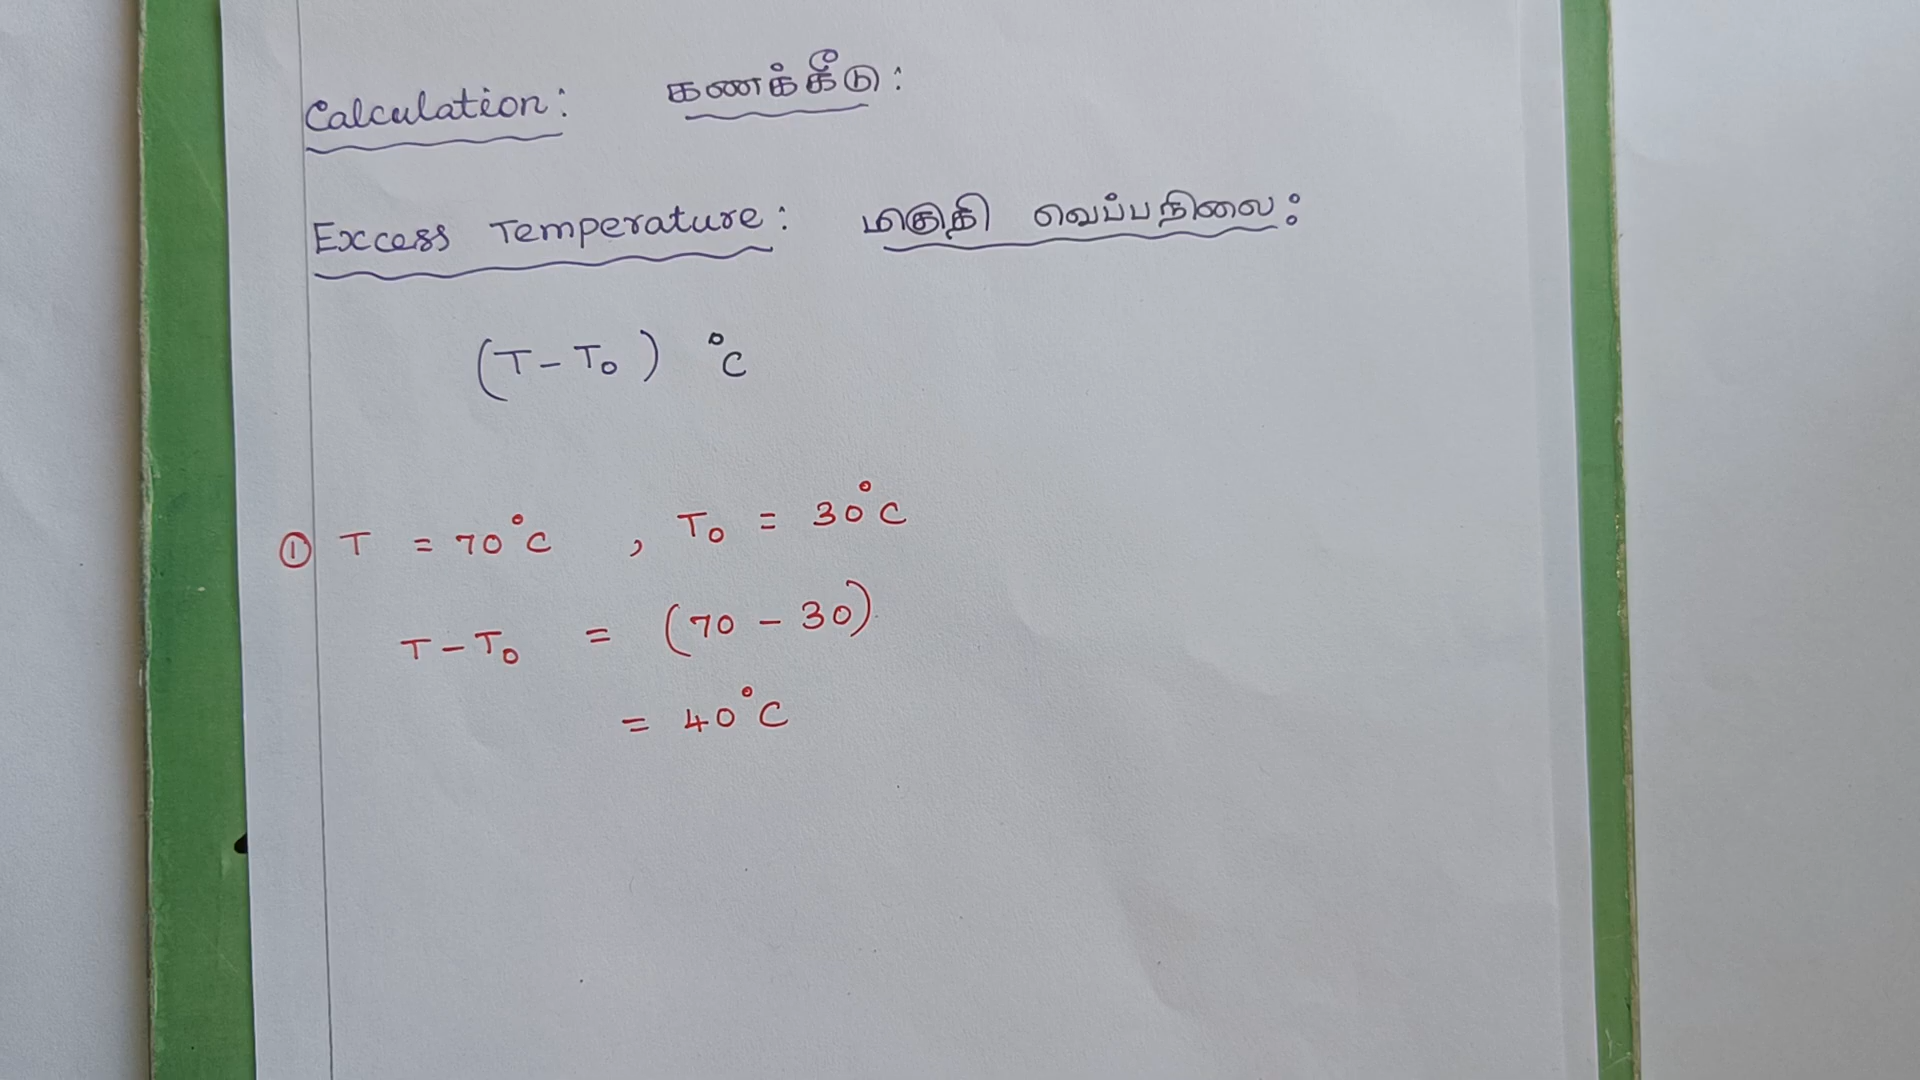 Calculation: கணக்கீடு:
Excess Temperature: மிகுதி வெப்பநிலை:
(T - T₀) °C
① T = 70°C , T₀ = 30°C
T - T₀ = (70 - 30)
= 40°C